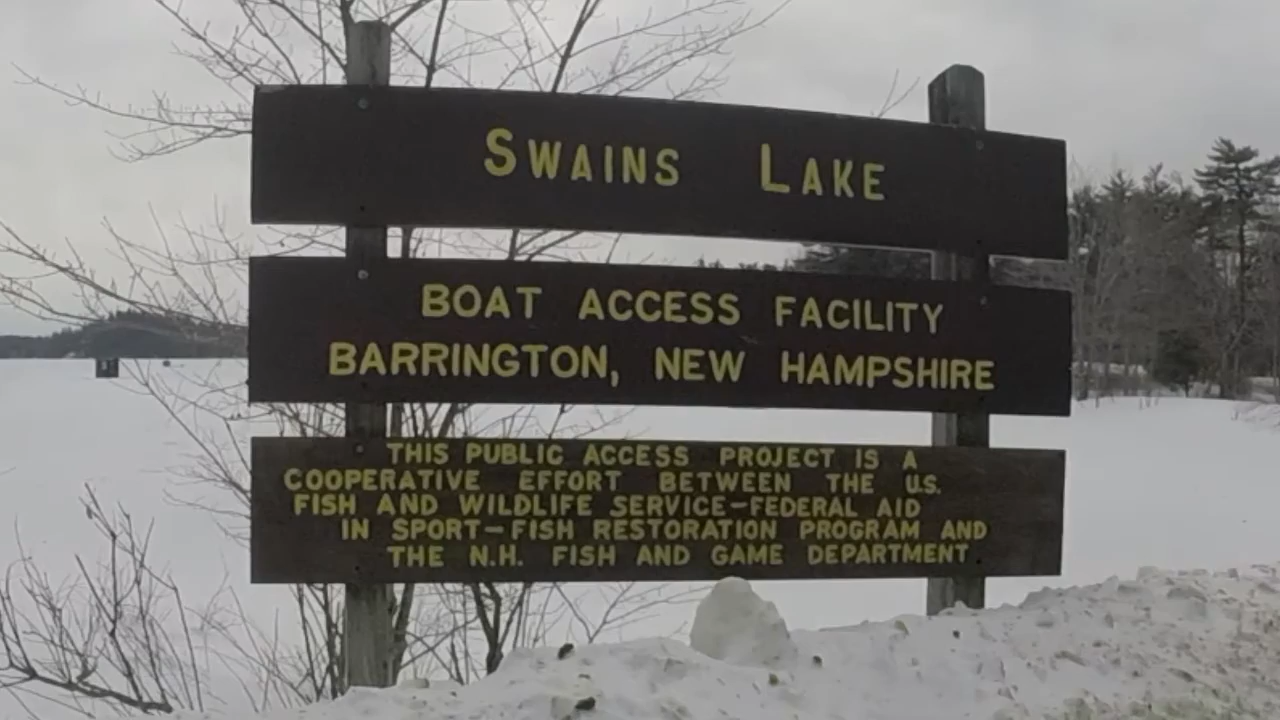 SWAINS LAKE
BOAT ACCESS FACILITY
BARRINGTON, NEW HAMPSHIRE
THIS PUBLIC ACCESS PROJECT IS A
COOPERATIVE EFFORT BETWEEN THE U.S.
FISH AND WILDLIFE SERVICE-FEDERAL AID
IN SPORT-FISH RESTORATION PROGRAM AND
THE N.H. FISH AND GAME DEPARTMENT